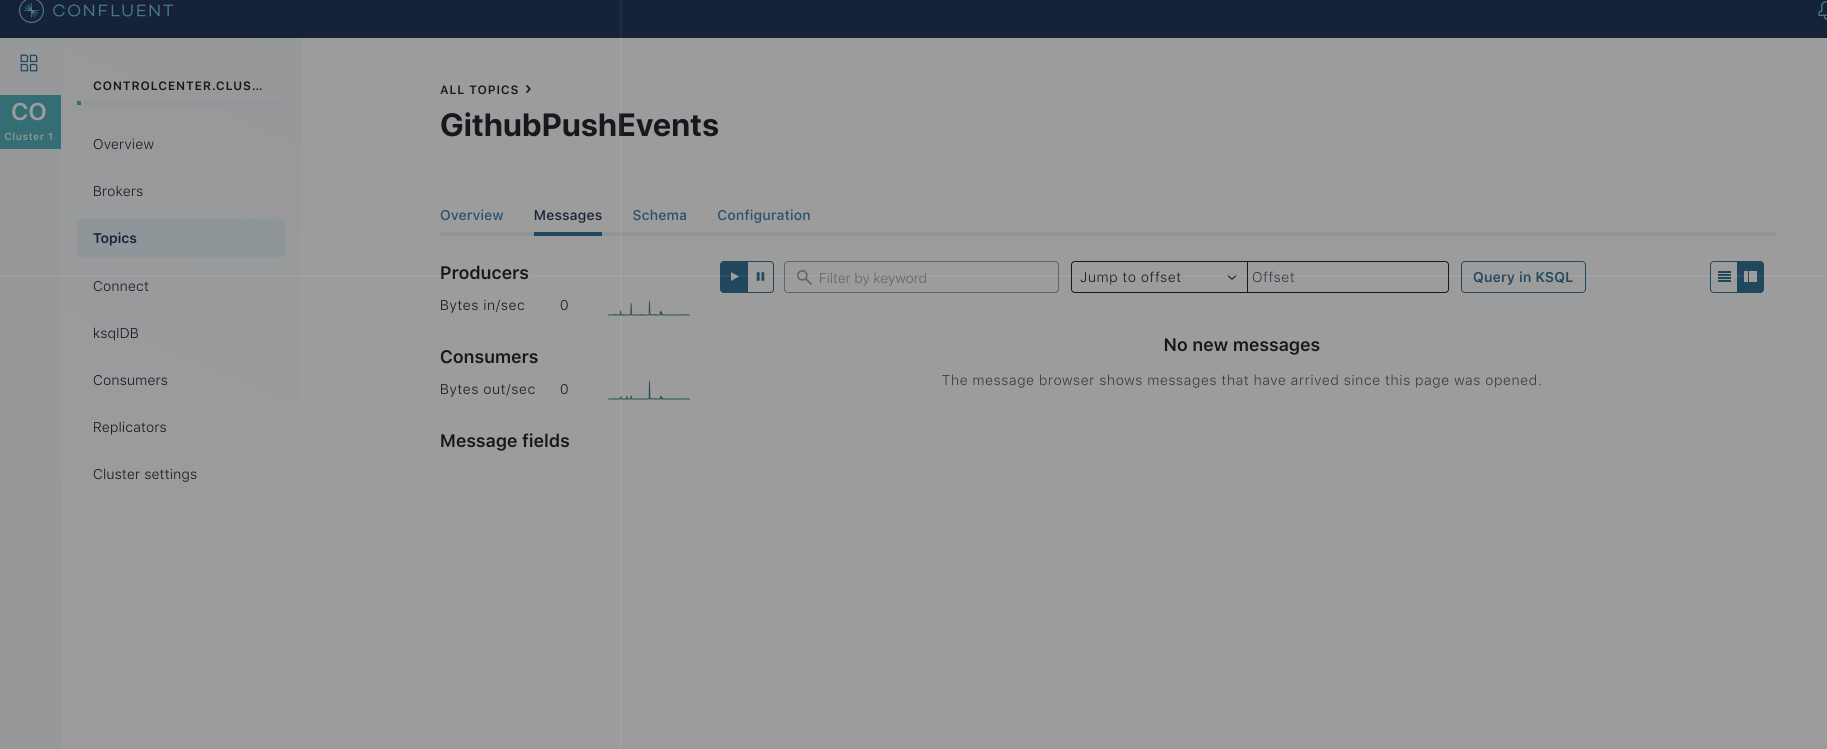 CONFLUENT
CO
Cluster 1
CONTROLCENTER.CLUS...
Overview
Brokers
Topics
Connect
ksqlDB
Consumers
Replicators
Cluster settings
ALL TOPICS >
GithubPushEvents
Overview Messages Schema Configuration
Producers
Bytes in/sec 0
Consumers
Bytes out/sec 0
Message fields
Filter by keyword
Jump to offset Offset
Query in KSQL
No new messages
The message browser shows messages that have arrived since this page was opened.